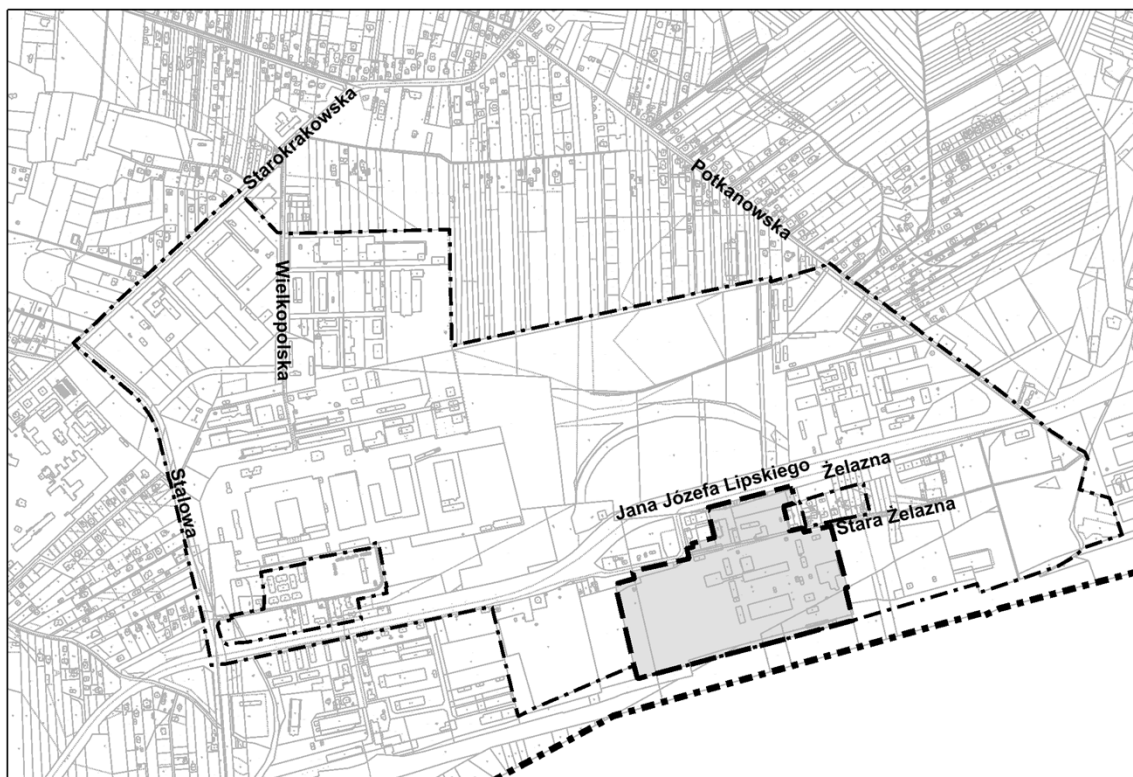 Starokrakowska
Potkanowska
Wielkopolska
Stalowa
Jana Józefa Lipskiego
Żelazna
Stara Żelazna